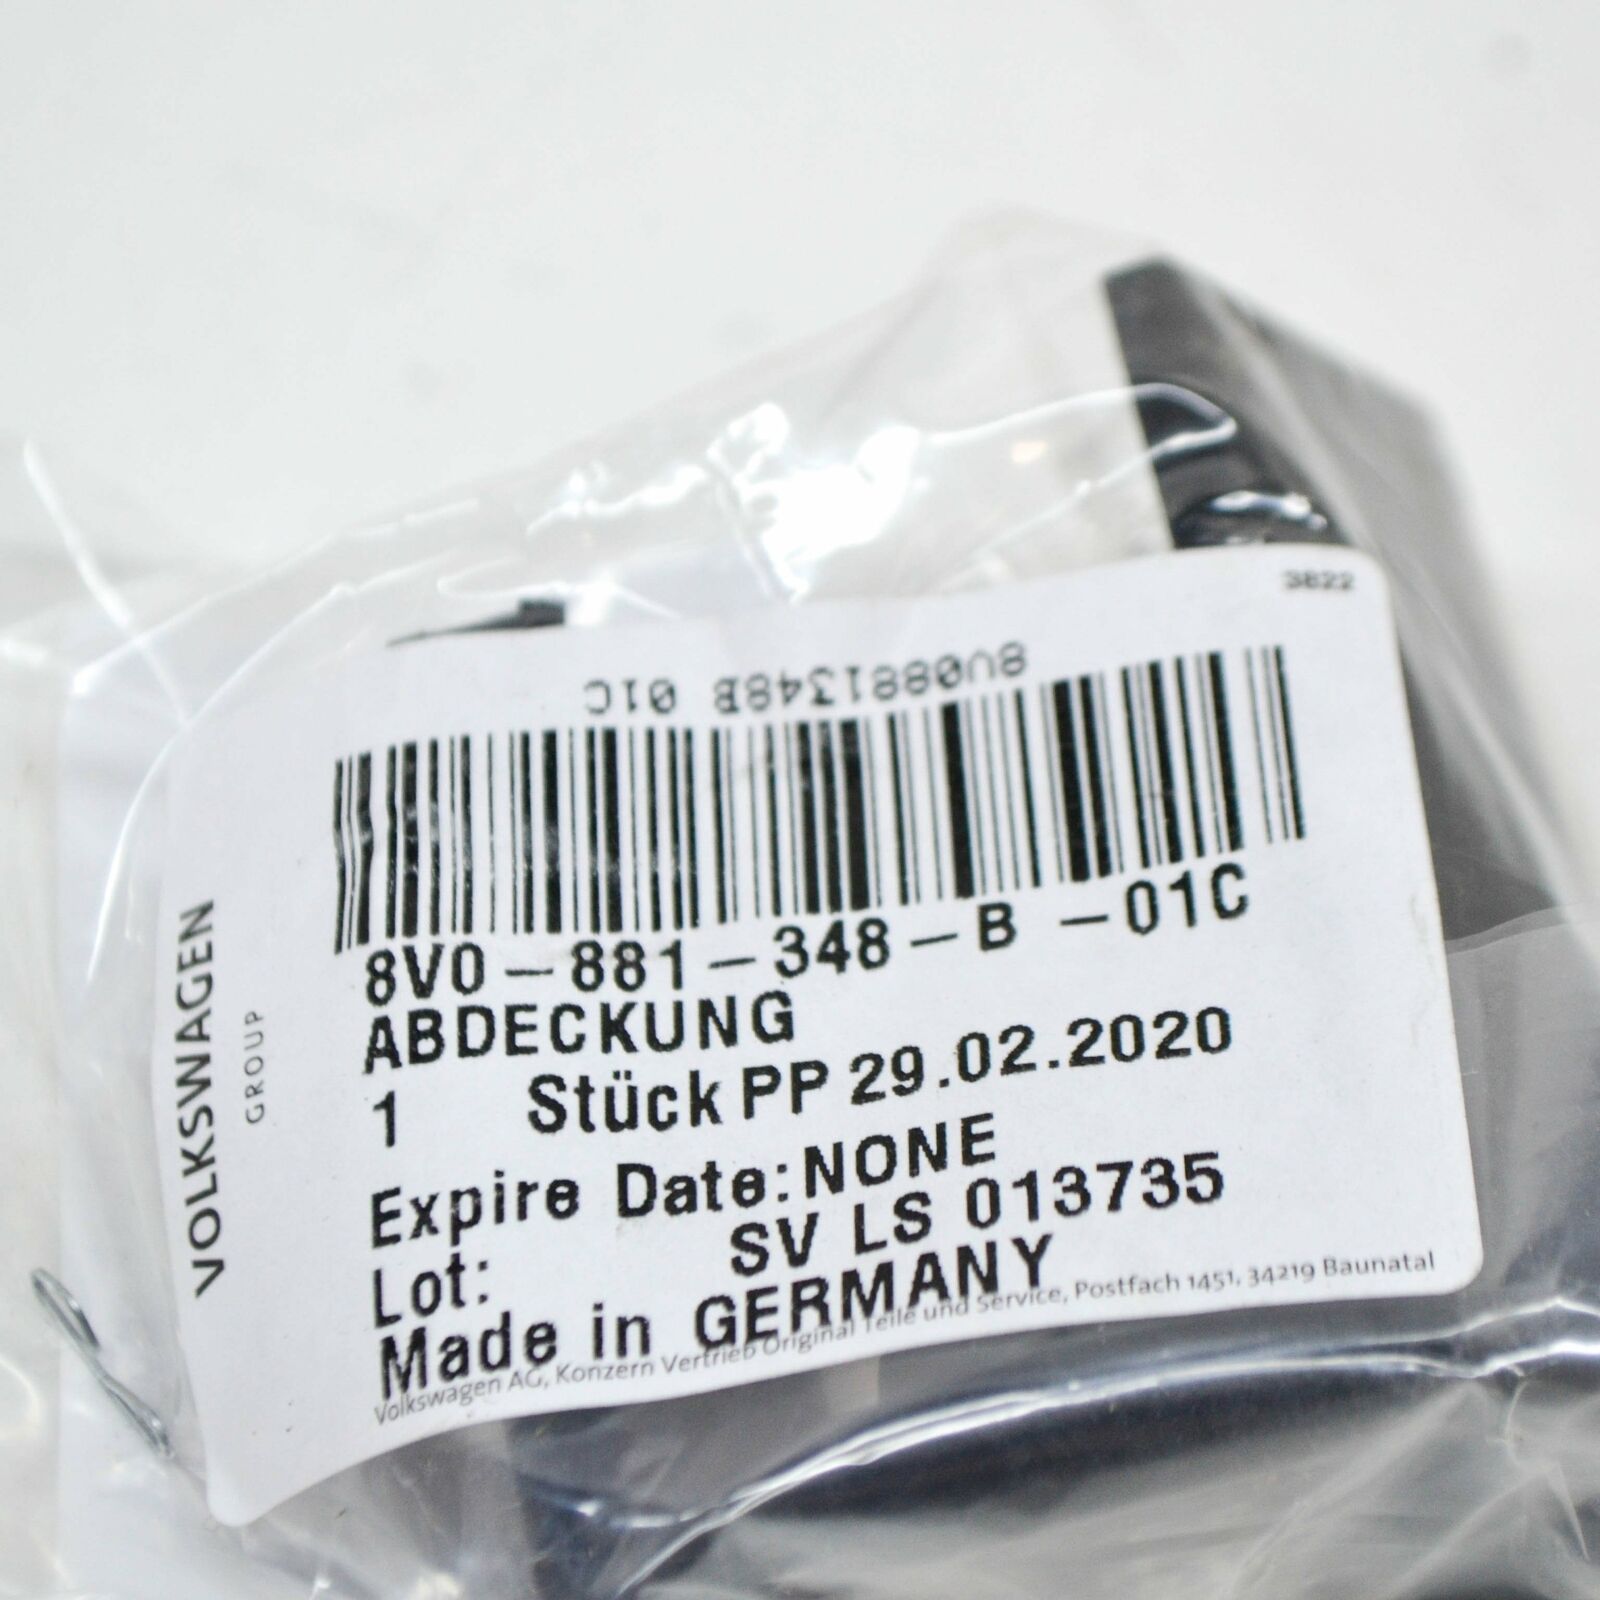 3822
8V0881348B 01C
8V0-881-348-B -01C
ABDECKUNG
1 Stück PP 29.02.2020
Expire Date:NONE
Lot: SV LS 013735
Made in GERMANY
Volkswagen AG, Konzern Vertrieb Original Teile und Service, Postfach 1451, 34219 Baunatal
VOLKSWAGEN
GROUP